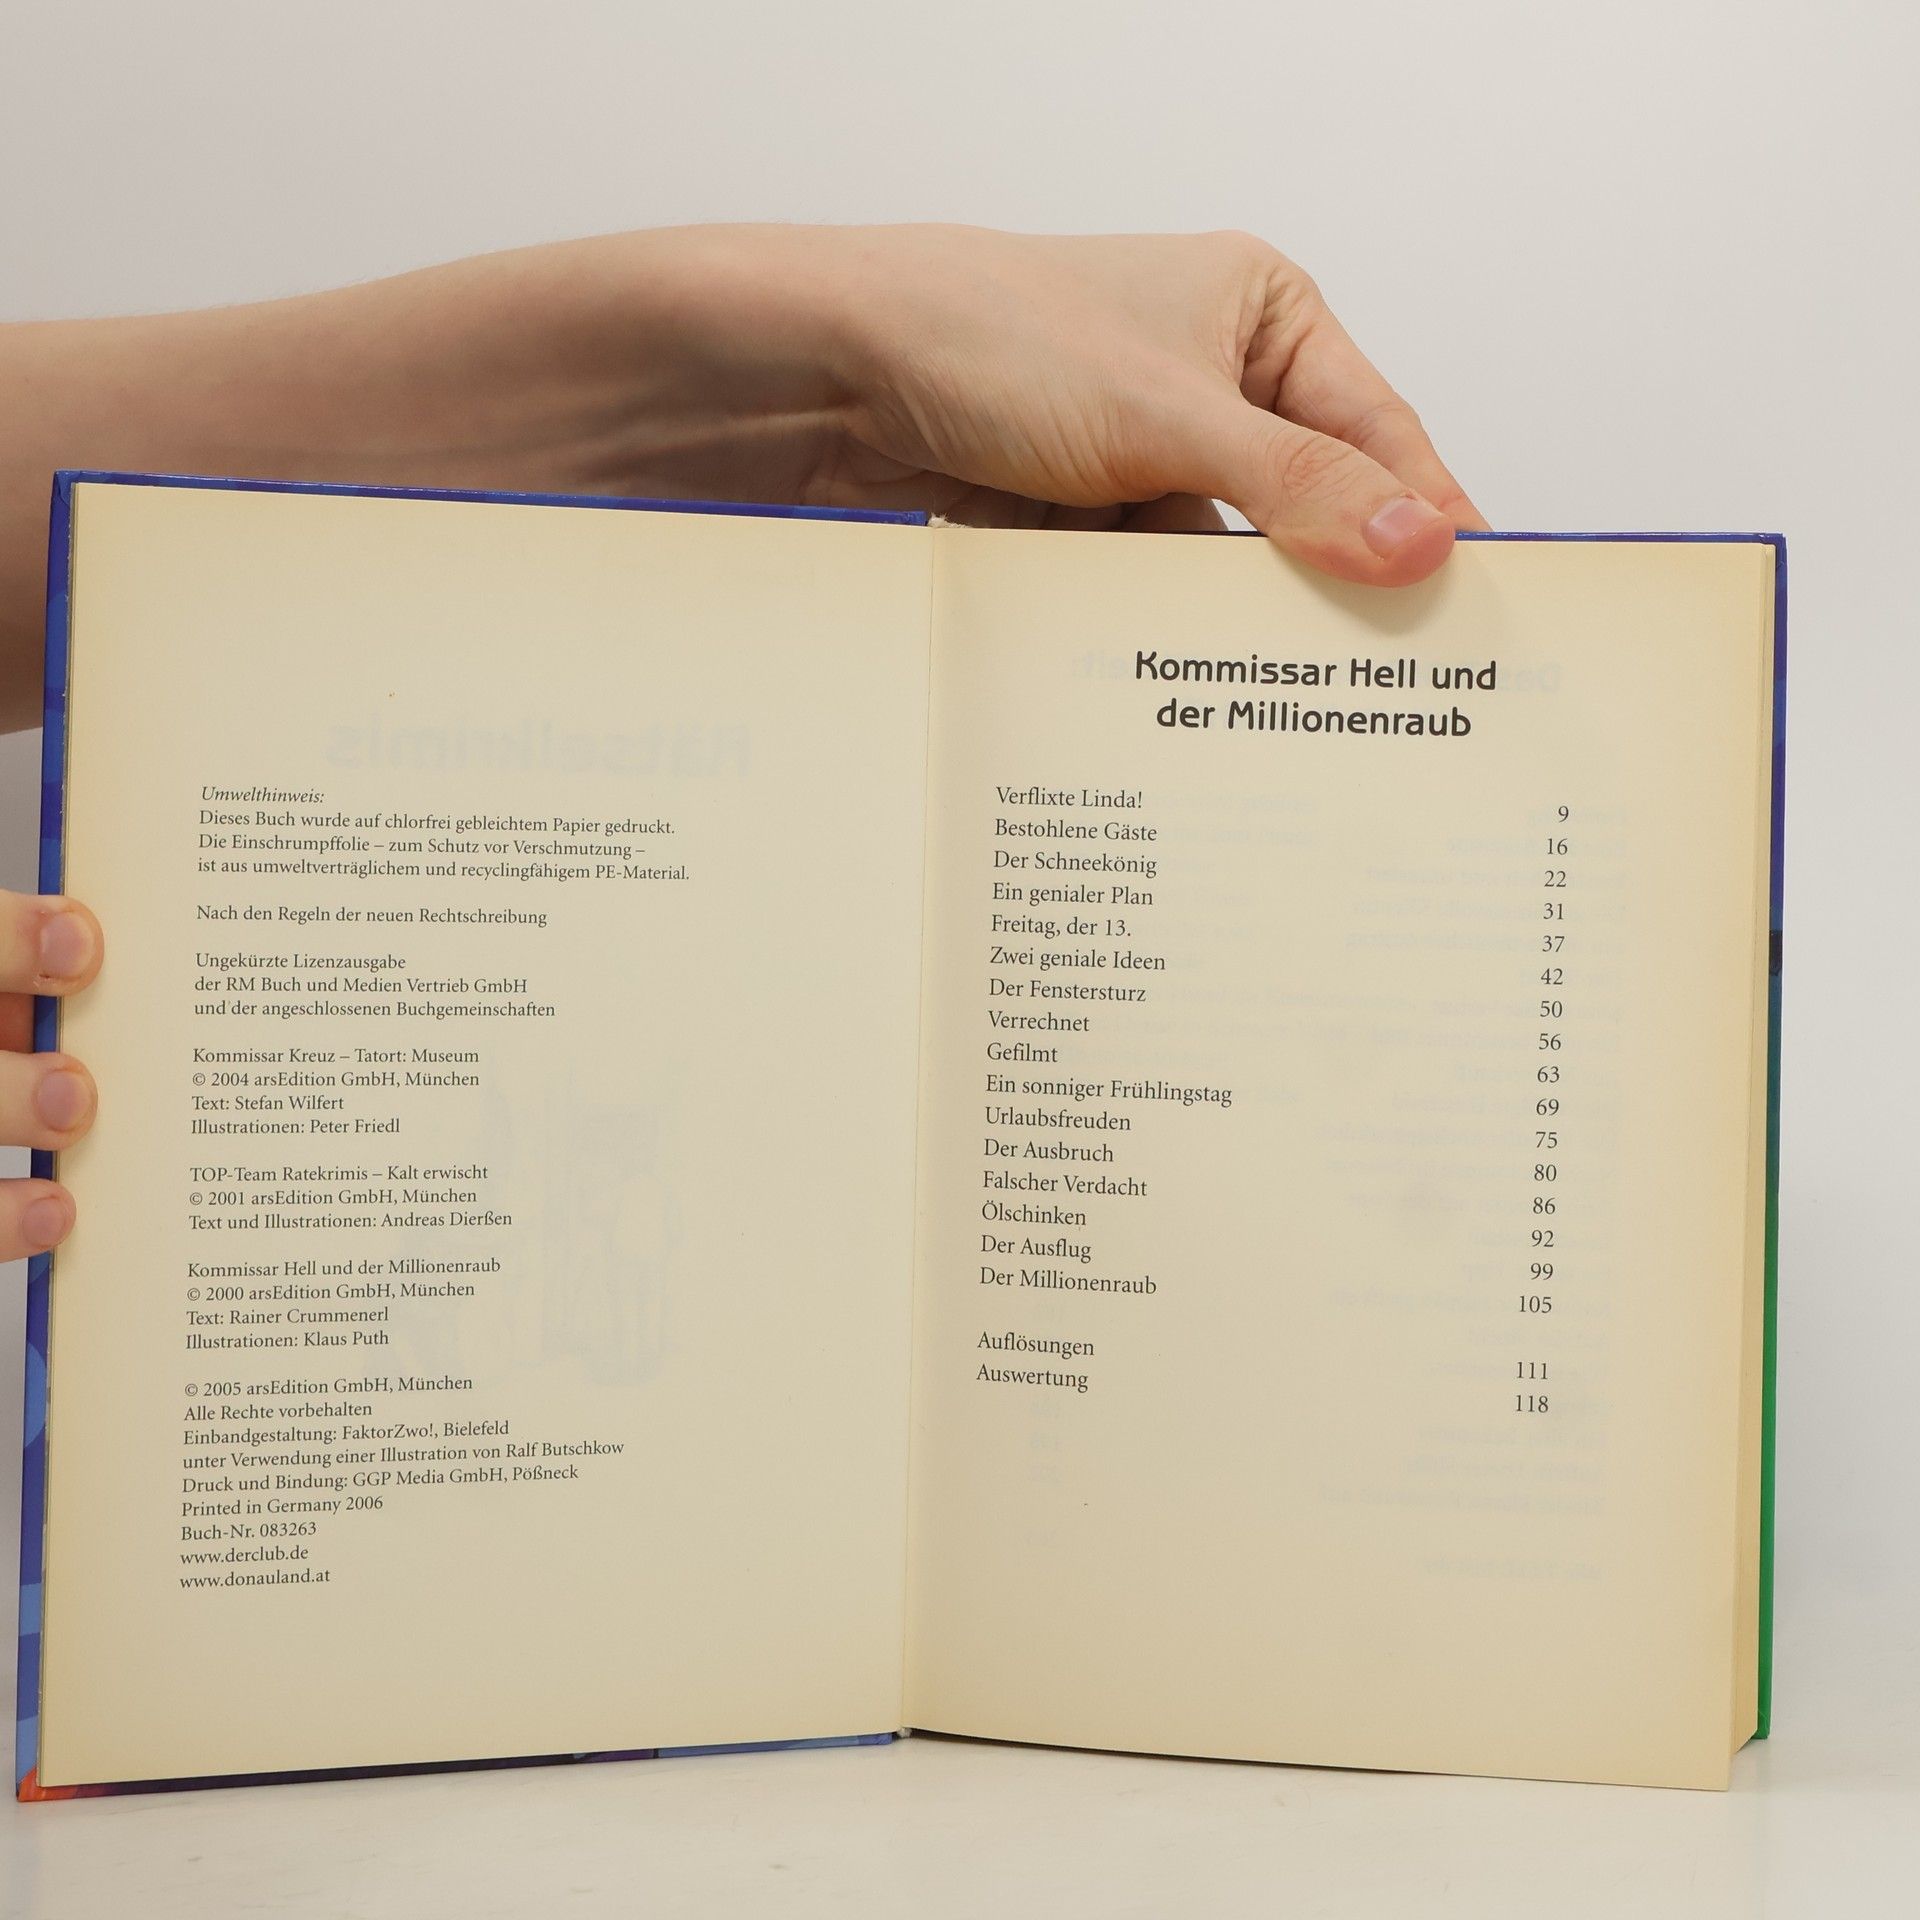 Umwelthinweis:
Dieses Buch wurde auf chlorfrei gebleichtem Papier gedruckt.
Die Einschrumpffolie – zum Schutz vor Verschmutzung –
ist aus umweltverträglichem und recyclingfähigem PE-Material.
Nach den Regeln der neuen Rechtschreibung
Ungekürzte Lizenzausgabe
der RM Buch und Medien Vertrieb GmbH
und der angeschlossenen Buchgemeinschaften
Kommissar Kreuz – Tatort: Museum
© 2004 arsEdition GmbH, München
Text: Stefan Wilfert
Illustrationen: Peter Friedl
TOP-Team Ratekrimis – Kalt erwischt
© 2001 arsEdition GmbH, München
Text und Illustrationen: Andreas Dierßen
Kommissar Hell und der Millionenraub
© 2000 arsEdition GmbH, München
Text: Rainer Crummenerl
Illustrationen: Klaus Puth
© 2005 arsEdition GmbH, München
Alle Rechte vorbehalten
Einbandgestaltung: FaktorZwo!, Bielefeld
unter Verwendung einer Illustration von Ralf Butschkow
Druck und Bindung: GGP Media GmbH, Pößneck
Printed in Germany 2006
Buch-Nr. 083263
www.derclub.de
www.donauland.at
Kommissar Hell und
der Millionenraub
Verflixte Linda! 9
Bestohlene Gäste 16
Der Schneekönig 22
Ein genialer Plan 31
Freitag, der 13. 37
Zwei geniale Ideen 42
Der Fenstersturz 50
Verrechnet 56
Gefilmt 63
Ein sonniger Frühlingstag 69
Urlaubsfreuden 75
Der Ausbruch 80
Falscher Verdacht 86
Ölschinken 92
Der Ausflug 99
Der Millionenraub 105
Auflösungen 111
Auswertung 118